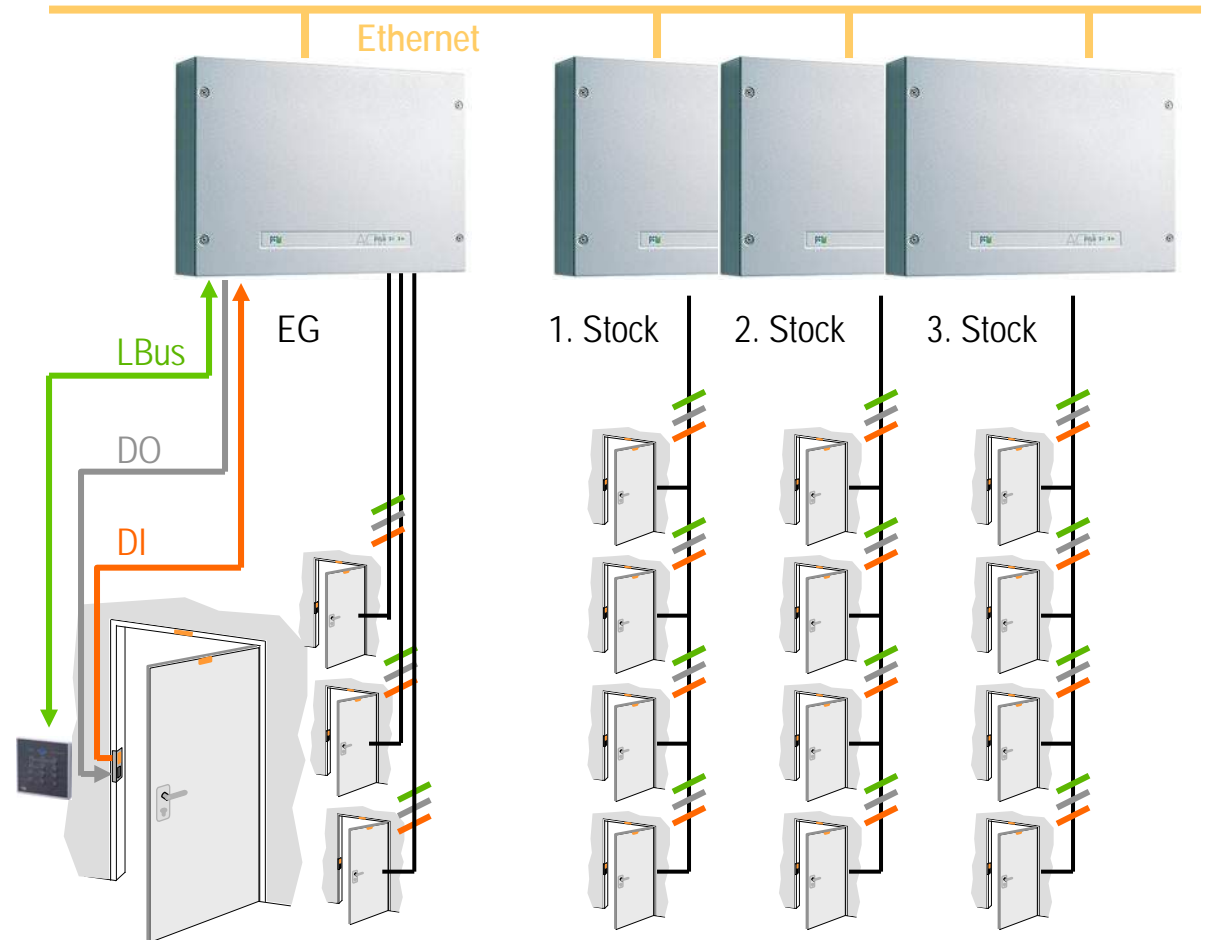 Ethernet
EG
1. Stock
2. Stock
3. Stock
LBus
DO
DI